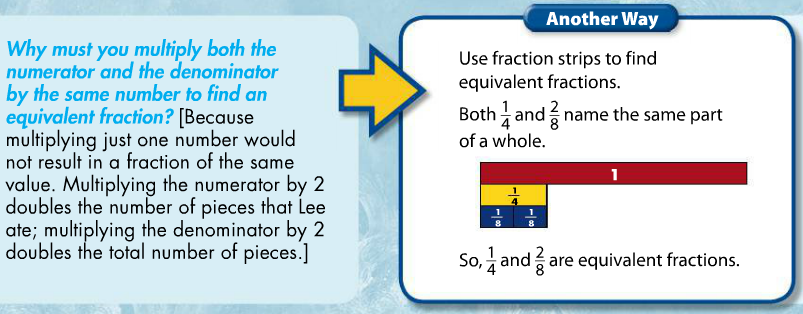 Why must you multiply both the
numerator and the denominator
by the same number to find an
equivalent fraction? [Because
multiplying just one number would
not result in a fraction of the same
value. Multiplying the numerator by 2
doubles the number of pieces that Lee
ate; multiplying the denominator by 2
doubles the total number of pieces.]
Another Way
Use fraction strips to find
equivalent fractions.
Both 1/4 and 2/8 name the same part
of a whole.
1
1/4
1/8 1/8
So, 1/4 and 2/8 are equivalent fractions.